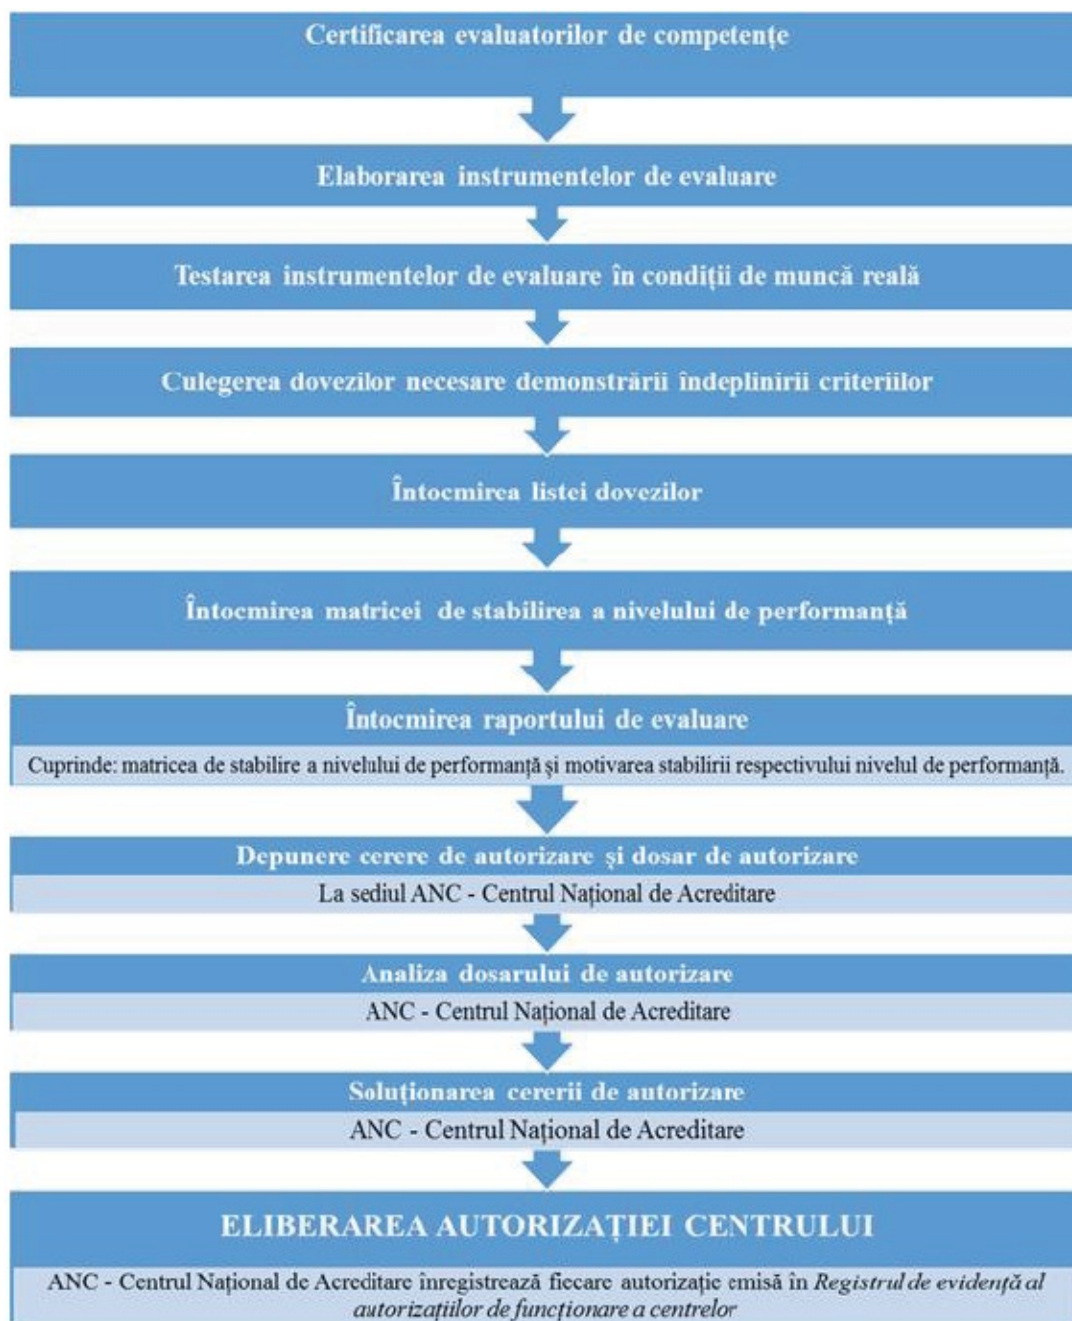 Certificarea evaluatorilor de competențe
Elaborarea instrumentelor de evaluare
Testarea instrumentelor de evaluare în condiții de muncă reală
Culegerea dovezilor necesare demonstrării îndeplinirii criteriilor
Întocmirea listei dovezilor
Întocmirea matricei de stabilirea a nivelului de performanță
Întocmirea raportului de evaluare
Cuprinde: matricea de stabilire a nivelului de performanță și motivarea stabilirii respectivului nivelul de performanță.
Depunere cerere de autorizare și dosar de autorizare
La sediul ANC - Centrul Național de Acreditare
Analiza dosarului de autorizare
ANC - Centrul Național de Acreditare
Soluționarea cererii de autorizare
ANC - Centrul Național de Acreditare
ELIBERAREA AUTORIZAȚIEI CENTRULUI
ANC - Centrul Național de Acreditare înregistrează fiecare autorizație emisă în Registrul de evidență al
autorizațiilor de funcționare a centrelor